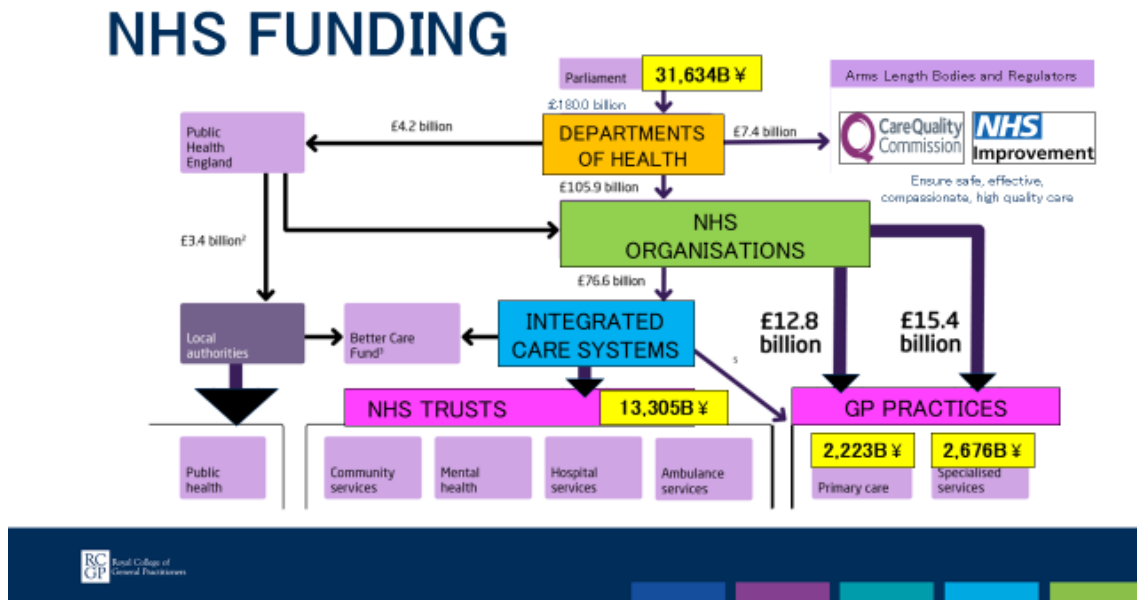 NHS FUNDING
Parliament
31,634B ¥
£180.0 billion
Arms Length Bodies and Regulators
Public
Health
England
£4.2 billion
DEPARTMENTS
OF HEALTH
£7.4 billion
CareQuality
Commission
NHS
Improvement
Ensure safe, effective,
compassionate, high quality care
£105.9 billion
NHS
ORGANISATIONS
£3.4 billion²
£76.6 billion
Local
authorities
Better Care
Fund³
INTEGRATED
CARE SYSTEMS
£12.8
billion
£15.4
billion
s
NHS TRUSTS
13,305B ¥
GP PRACTICES
2,223B ¥
2,676B ¥
Public
health
Community
services
Mental
health
Hospital
services
Ambulance
services
Primary care
Specialised
services
RC
GP
Royal College of
General Practitioners